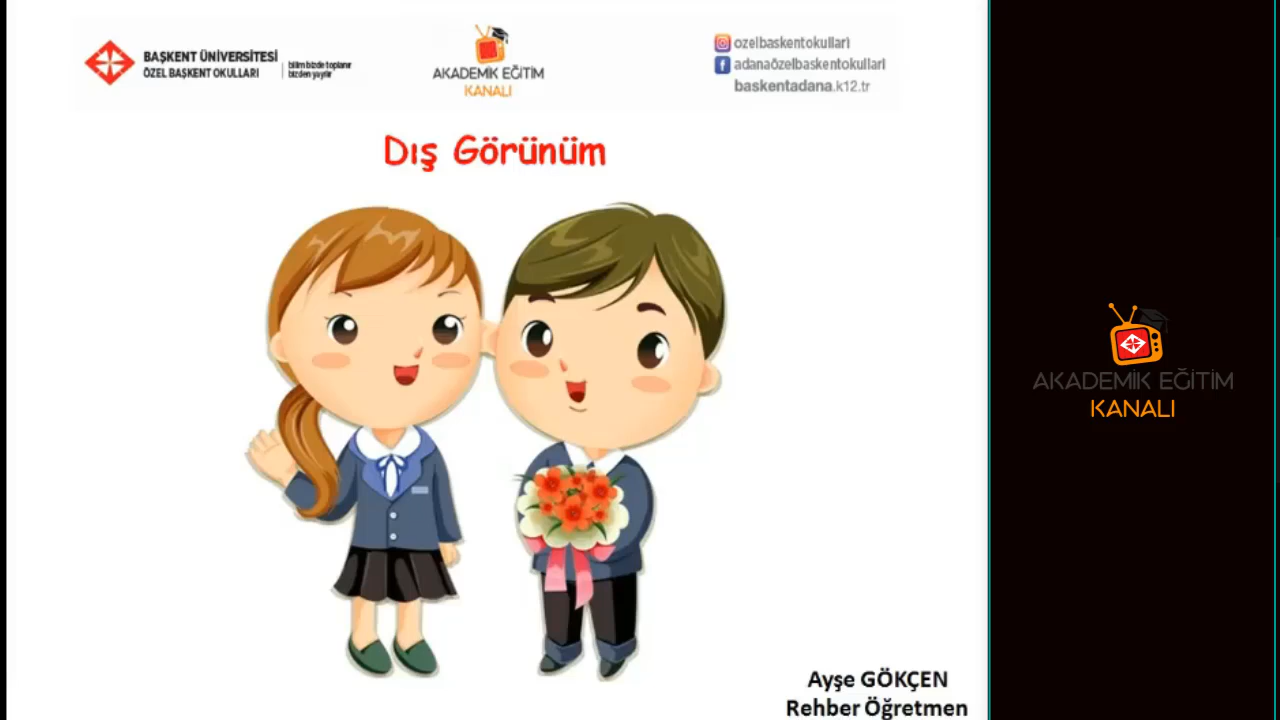 BAŞKENT ÜNİVERSİTESİ
ÖZEL BAŞKENT OKULLARI
bilim bizde toplanır
bizden yayılır
AKADEMİK EĞİTİM
KANALI
ozelbaskentokullari
adanaözelbaskentokullari
baskentadana.k12.tr
Dış Görünüm
AKADEMİK EĞİTİM
KANALI
Ayşe GÖKÇEN
Rehber Öğretmen